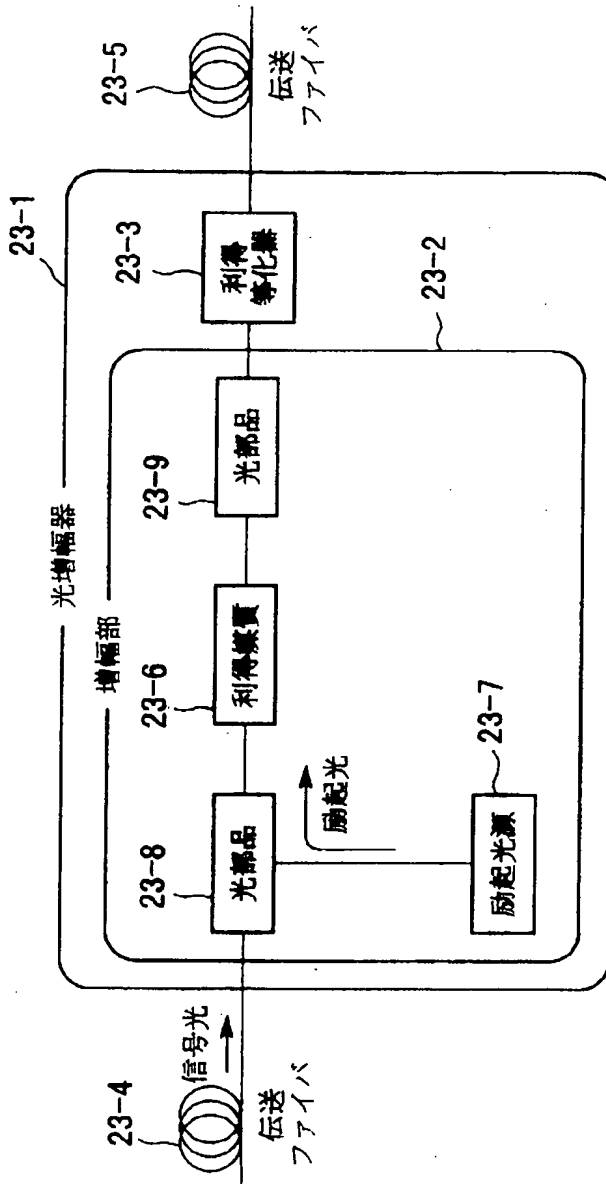 23-1
光増幅器
増幅部
23-2
23-4
信号光
伝送
ファイバ
23-8
光部品
23-6
利得媒質
23-9
光部品
23-3
利得
等化器
23-5
伝送
ファイバ
励起光
23-7
励起光源